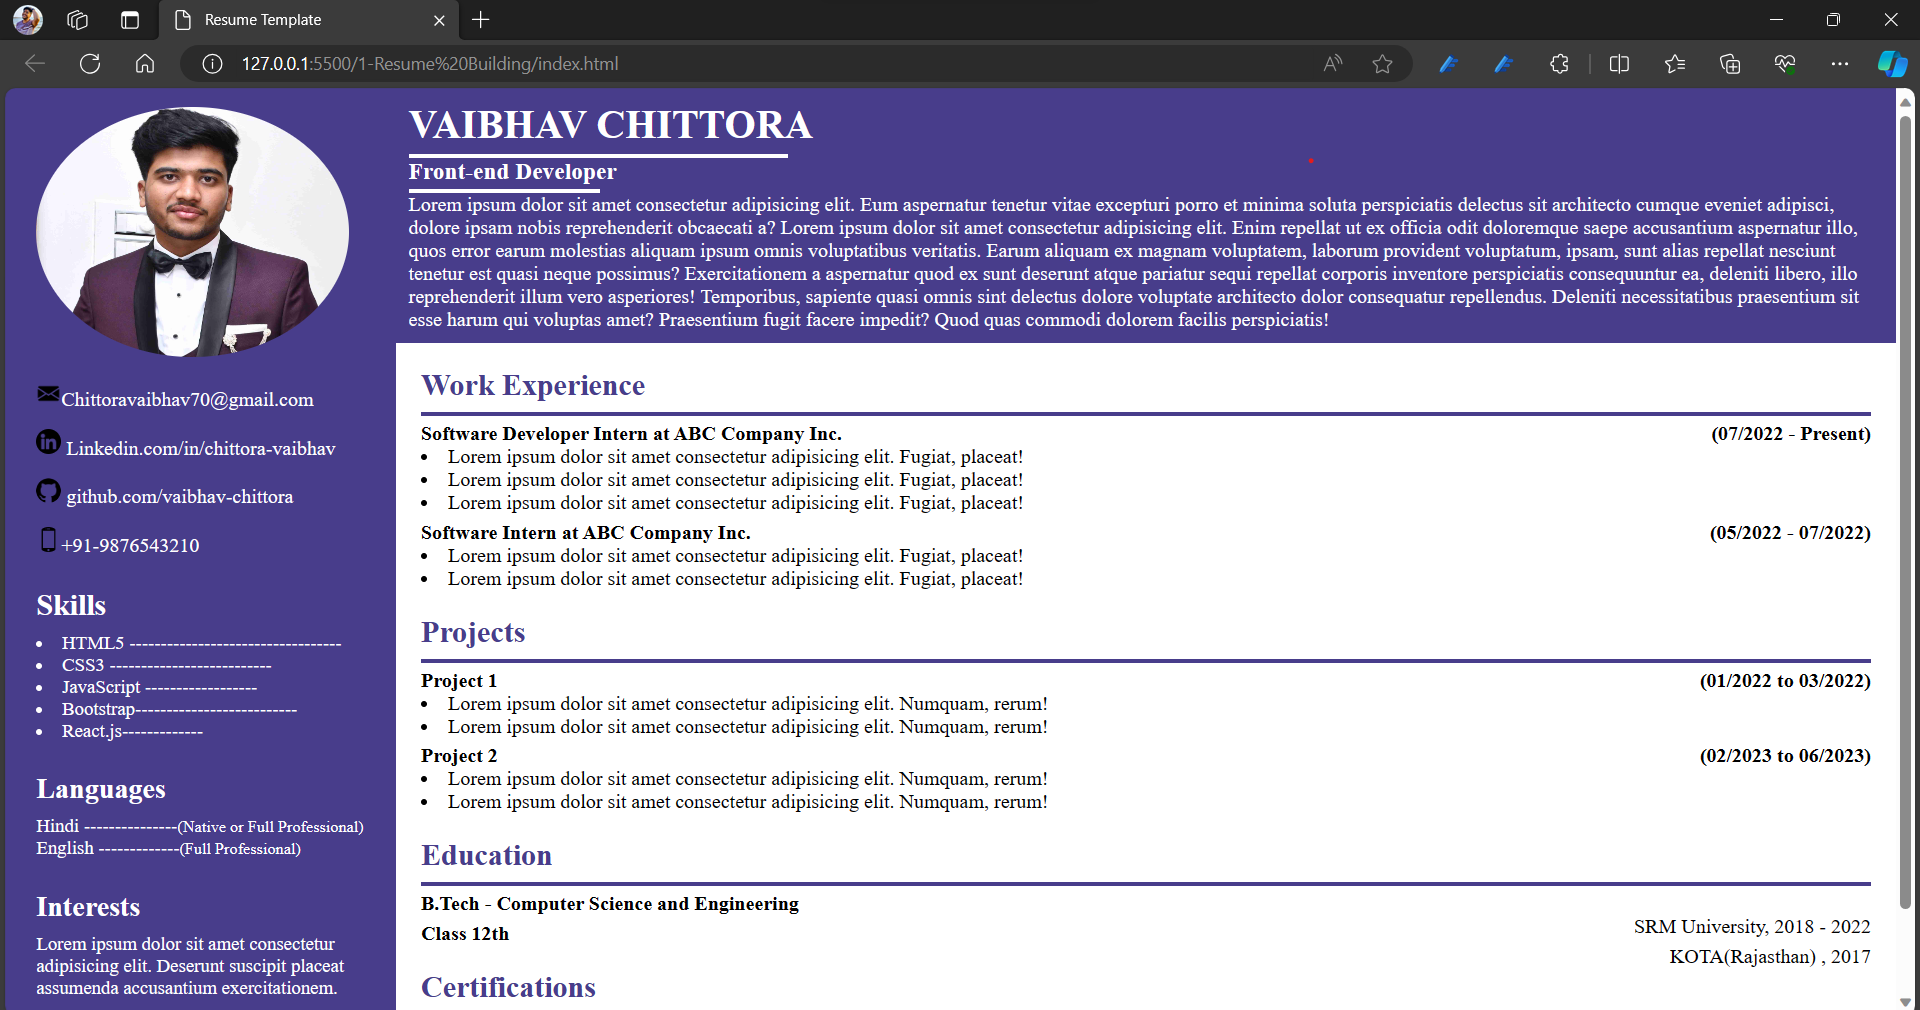 Resume Template
127.0.0.1:5500/1-Resume%20Building/index.html
VAIBHAV CHITTORA
Front-end Developer
Lorem ipsum dolor sit amet consectetur adipisicing elit. Eum aspernatur tenetur vitae excepturi porro et minima soluta perspiciatis delectus sit architecto cumque eveniet adipisci,
dolore ipsam nobis reprehenderit obcaecati a? Lorem ipsum dolor sit amet consectetur adipisicing elit. Enim repellat ut ex officia odit doloremque saepe accusantium aspernatur illo,
quos error earum molestias aliquam ipsum omnis voluptatibus veritatis. Earum aliquam ex magnam voluptatem, laborum provident voluptatum, ipsam, sunt alias repellat nesciunt
tenetur est quasi neque possimus? Exercitationem a aspernatur quod ex sunt deserunt atque pariatur sequi repellat corporis inventore perspiciatis consequuntur ea, deleniti libero, illo
reprehenderit illum vero asperiores! Temporibus, sapiente quasi omnis sint delectus dolore voluptate architecto dolor consequatur repellendus. Deleniti necessitatibus praesentium sit
esse harum qui voluptas amet? Praesentium fugit facere impedit? Quod quas commodi dolorem facilis perspiciatis!
Chittoravaibhav70@gmail.com
Linkedin.com/in/chittora-vaibhav
github.com/vaibhav-chittora
+91-9876543210
Skills
• HTML5 ----------------------------------
• CSS3 --------------------------
• JavaScript ------------------
• Bootstrap--------------------------
• React.js-------------
Languages
Hindi ---------------(Native or Full Professional)
English -------------(Full Professional)
Interests
Lorem ipsum dolor sit amet consectetur
adipisicing elit. Deserunt suscipit placeat
assumenda accusantium exercitationem.
Work Experience
Software Developer Intern at ABC Company Inc. (07/2022 - Present)
• Lorem ipsum dolor sit amet consectetur adipisicing elit. Fugiat, placeat!
• Lorem ipsum dolor sit amet consectetur adipisicing elit. Fugiat, placeat!
• Lorem ipsum dolor sit amet consectetur adipisicing elit. Fugiat, placeat!
Software Intern at ABC Company Inc. (05/2022 - 07/2022)
• Lorem ipsum dolor sit amet consectetur adipisicing elit. Fugiat, placeat!
• Lorem ipsum dolor sit amet consectetur adipisicing elit. Fugiat, placeat!
Projects
Project 1 (01/2022 to 03/2022)
• Lorem ipsum dolor sit amet consectetur adipisicing elit. Numquam, rerum!
• Lorem ipsum dolor sit amet consectetur adipisicing elit. Numquam, rerum!
Project 2 (02/2023 to 06/2023)
• Lorem ipsum dolor sit amet consectetur adipisicing elit. Numquam, rerum!
• Lorem ipsum dolor sit amet consectetur adipisicing elit. Numquam, rerum!
Education
B.Tech - Computer Science and Engineering
SRM University, 2018 - 2022
Class 12th
KOTA(Rajasthan) , 2017
Certifications